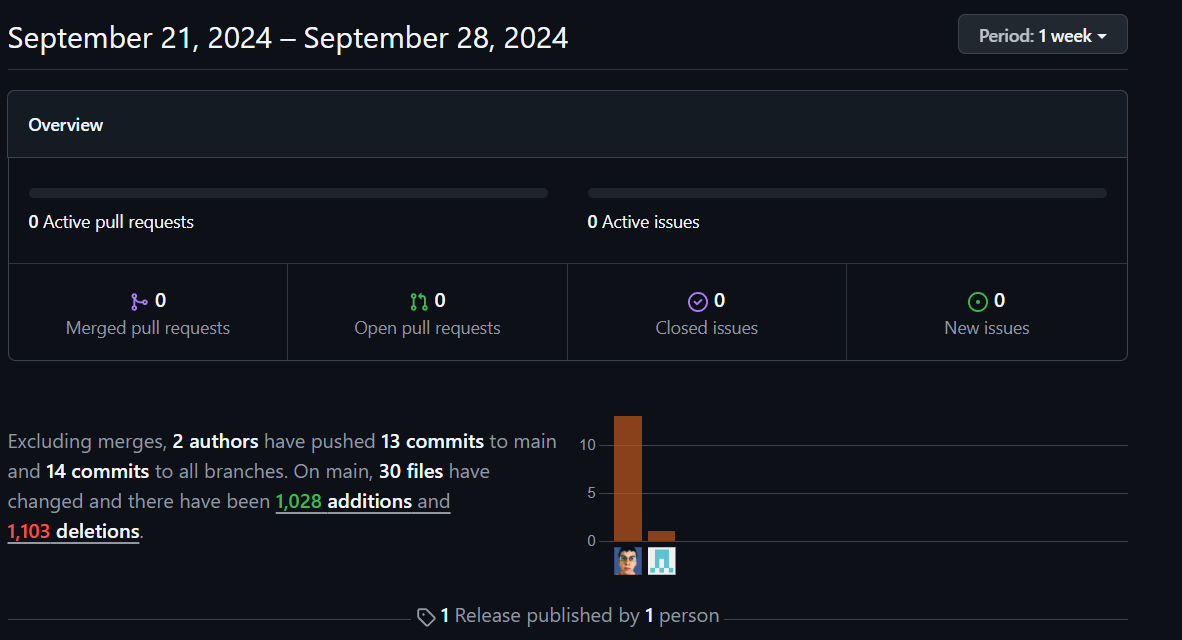 September 21, 2024 – September 28, 2024
Period: 1 week
Overview
0 Active pull requests
0 Active issues
0
Merged pull requests
0
Open pull requests
0
Closed issues
0
New issues
Excluding merges, 2 authors have pushed 13 commits to main
and 14 commits to all branches. On main, 30 files have
changed and there have been 1,028 additions and
1,103 deletions.
10
5
0
1 Release published by 1 person